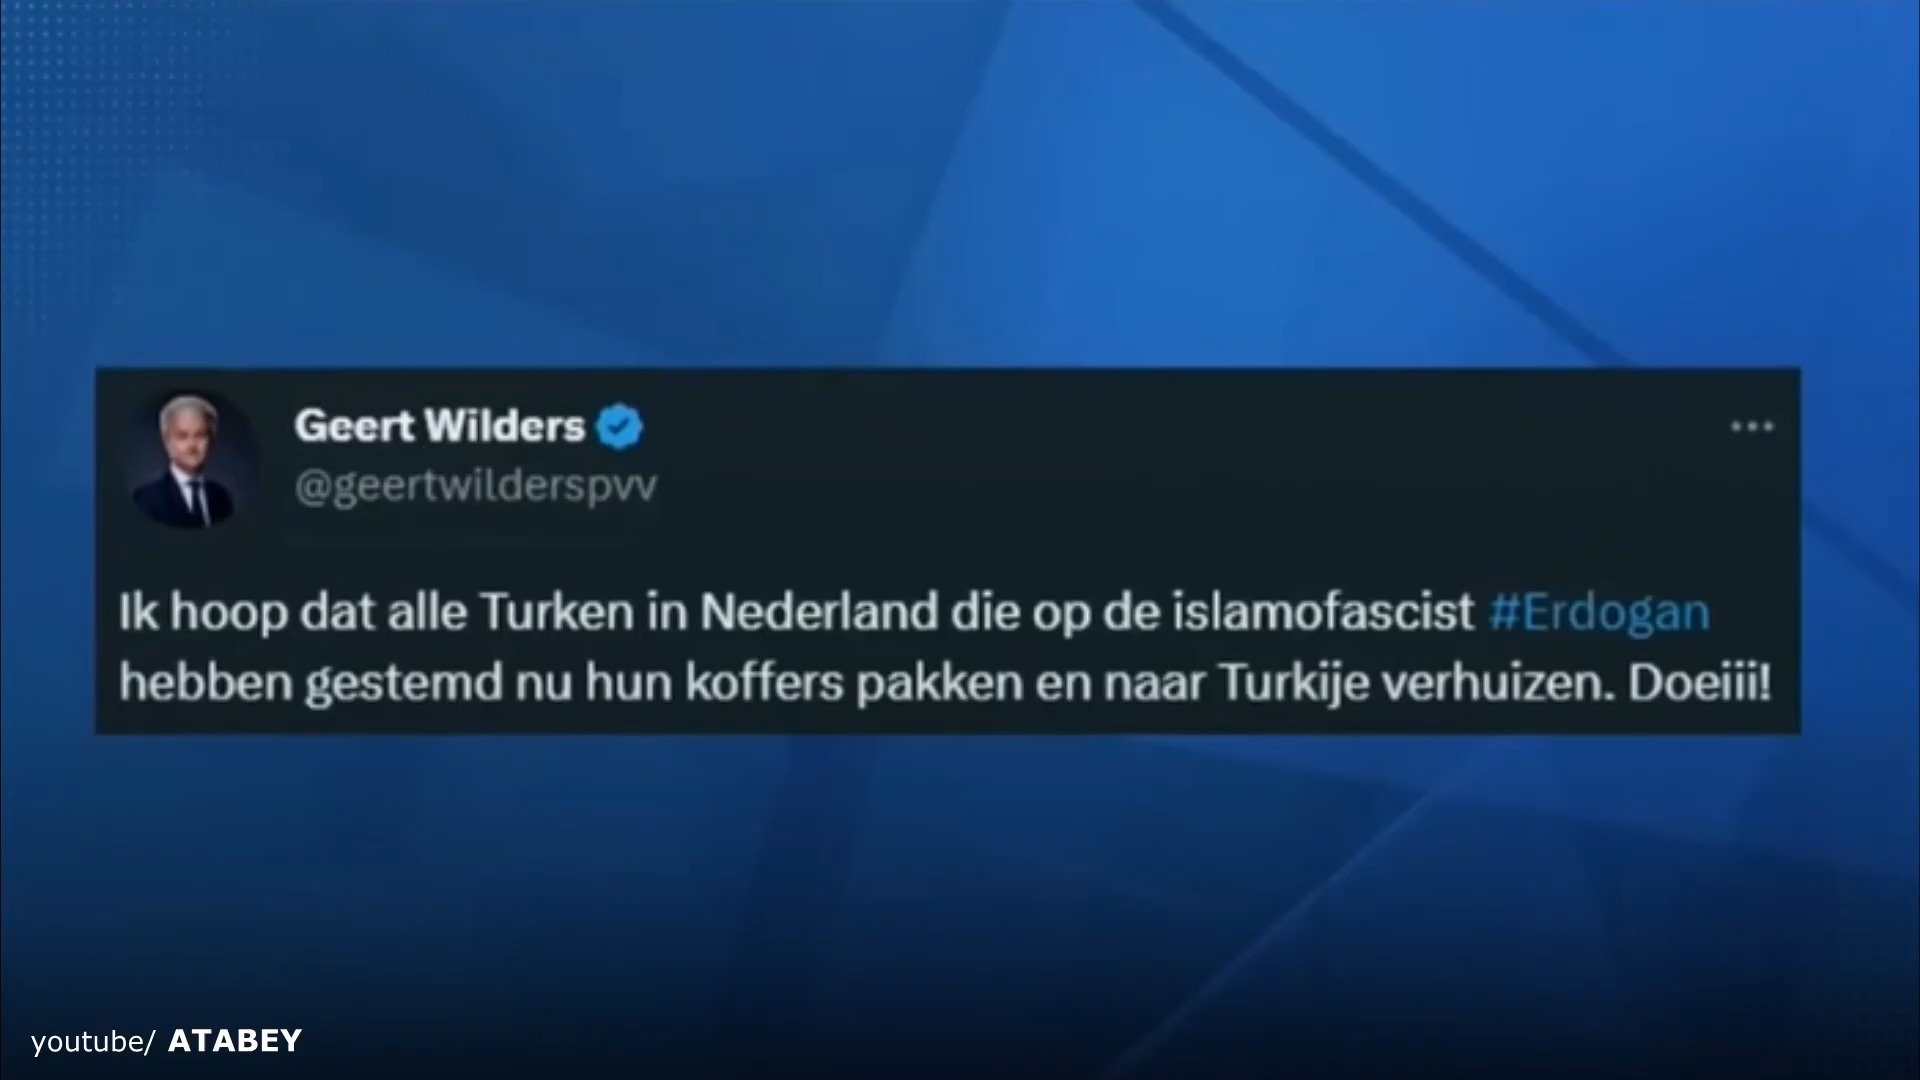 Geert Wilders
@geertwilderspvv
Ik hoop dat alle Turken in Nederland die op de islamofascist #Erdogan
hebben gestemd nu hun koffers pakken en naar Turkije verhuizen. Doeiii!
youtube/ ATABEY